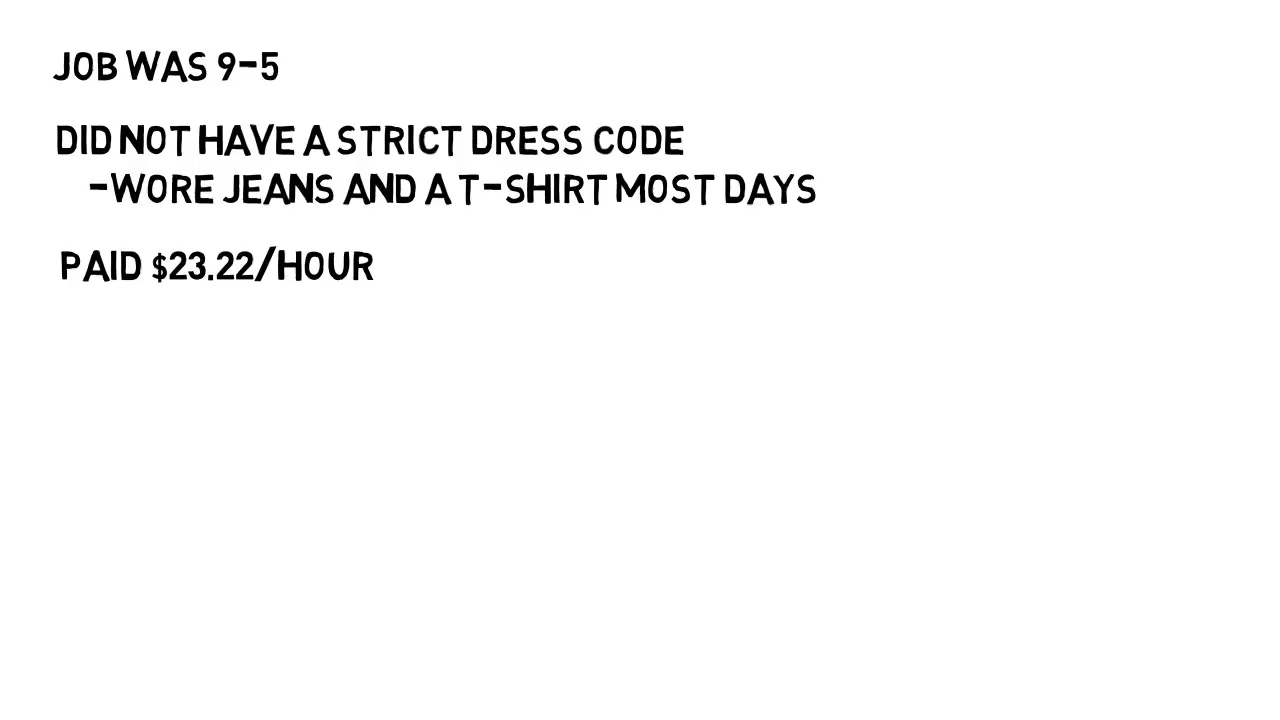 JOB WAS 9-5
DID NOT HAVE A STRICT DRESS CODE
-WORE JEANS AND A T-SHIRT MOST DAYS
PAID $23.22/HOUR